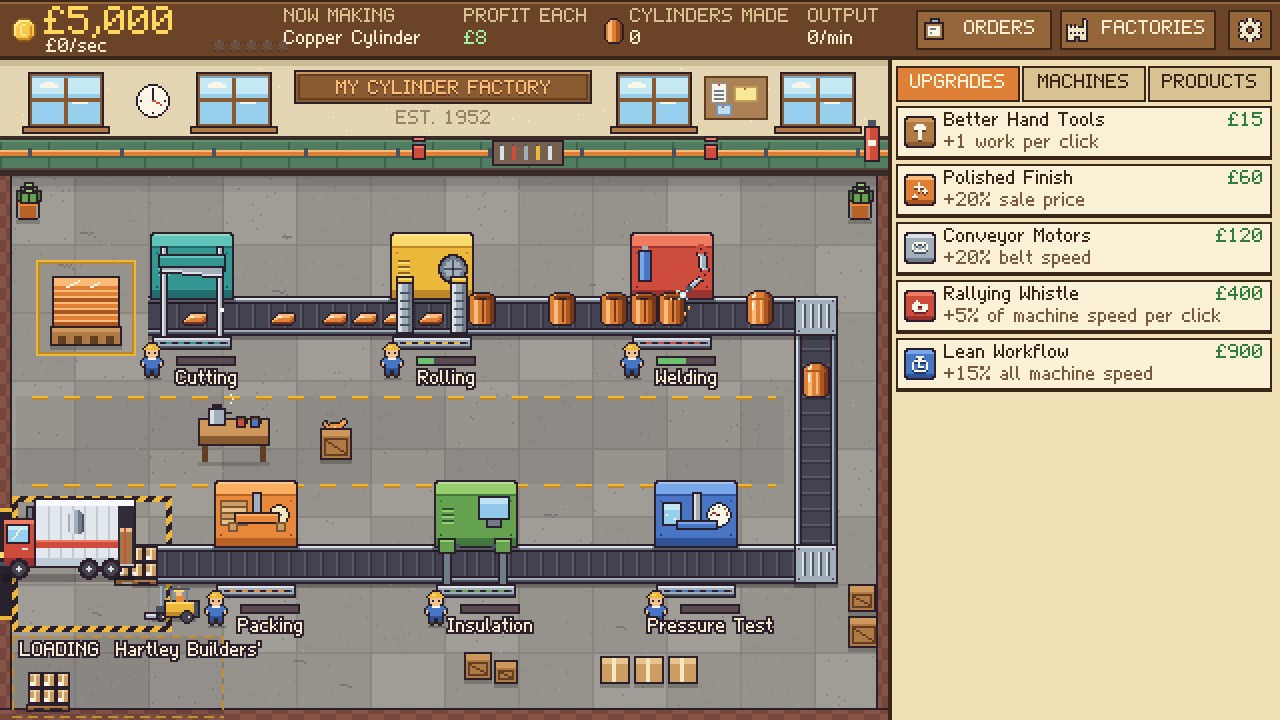 £5,000
£0/sec
NOW MAKING
Copper Cylinder
PROFIT EACH
£8
CYLINDERS MADE
0
OUTPUT
0/min
ORDERS
FACTORIES
MY CYLINDER FACTORY
EST. 1952
UPGRADES
MACHINES
PRODUCTS
Better Hand Tools
£15
+1 work per click
Polished Finish
£60
+20% sale price
Conveyor Motors
£120
+20% belt speed
Rallying Whistle
£400
+5% of machine speed per click
Lean Workflow
£900
+15% all machine speed
Cutting
Rolling
Welding
Packing
Insulation
Pressure Test
LOADING
Hartley Builders'